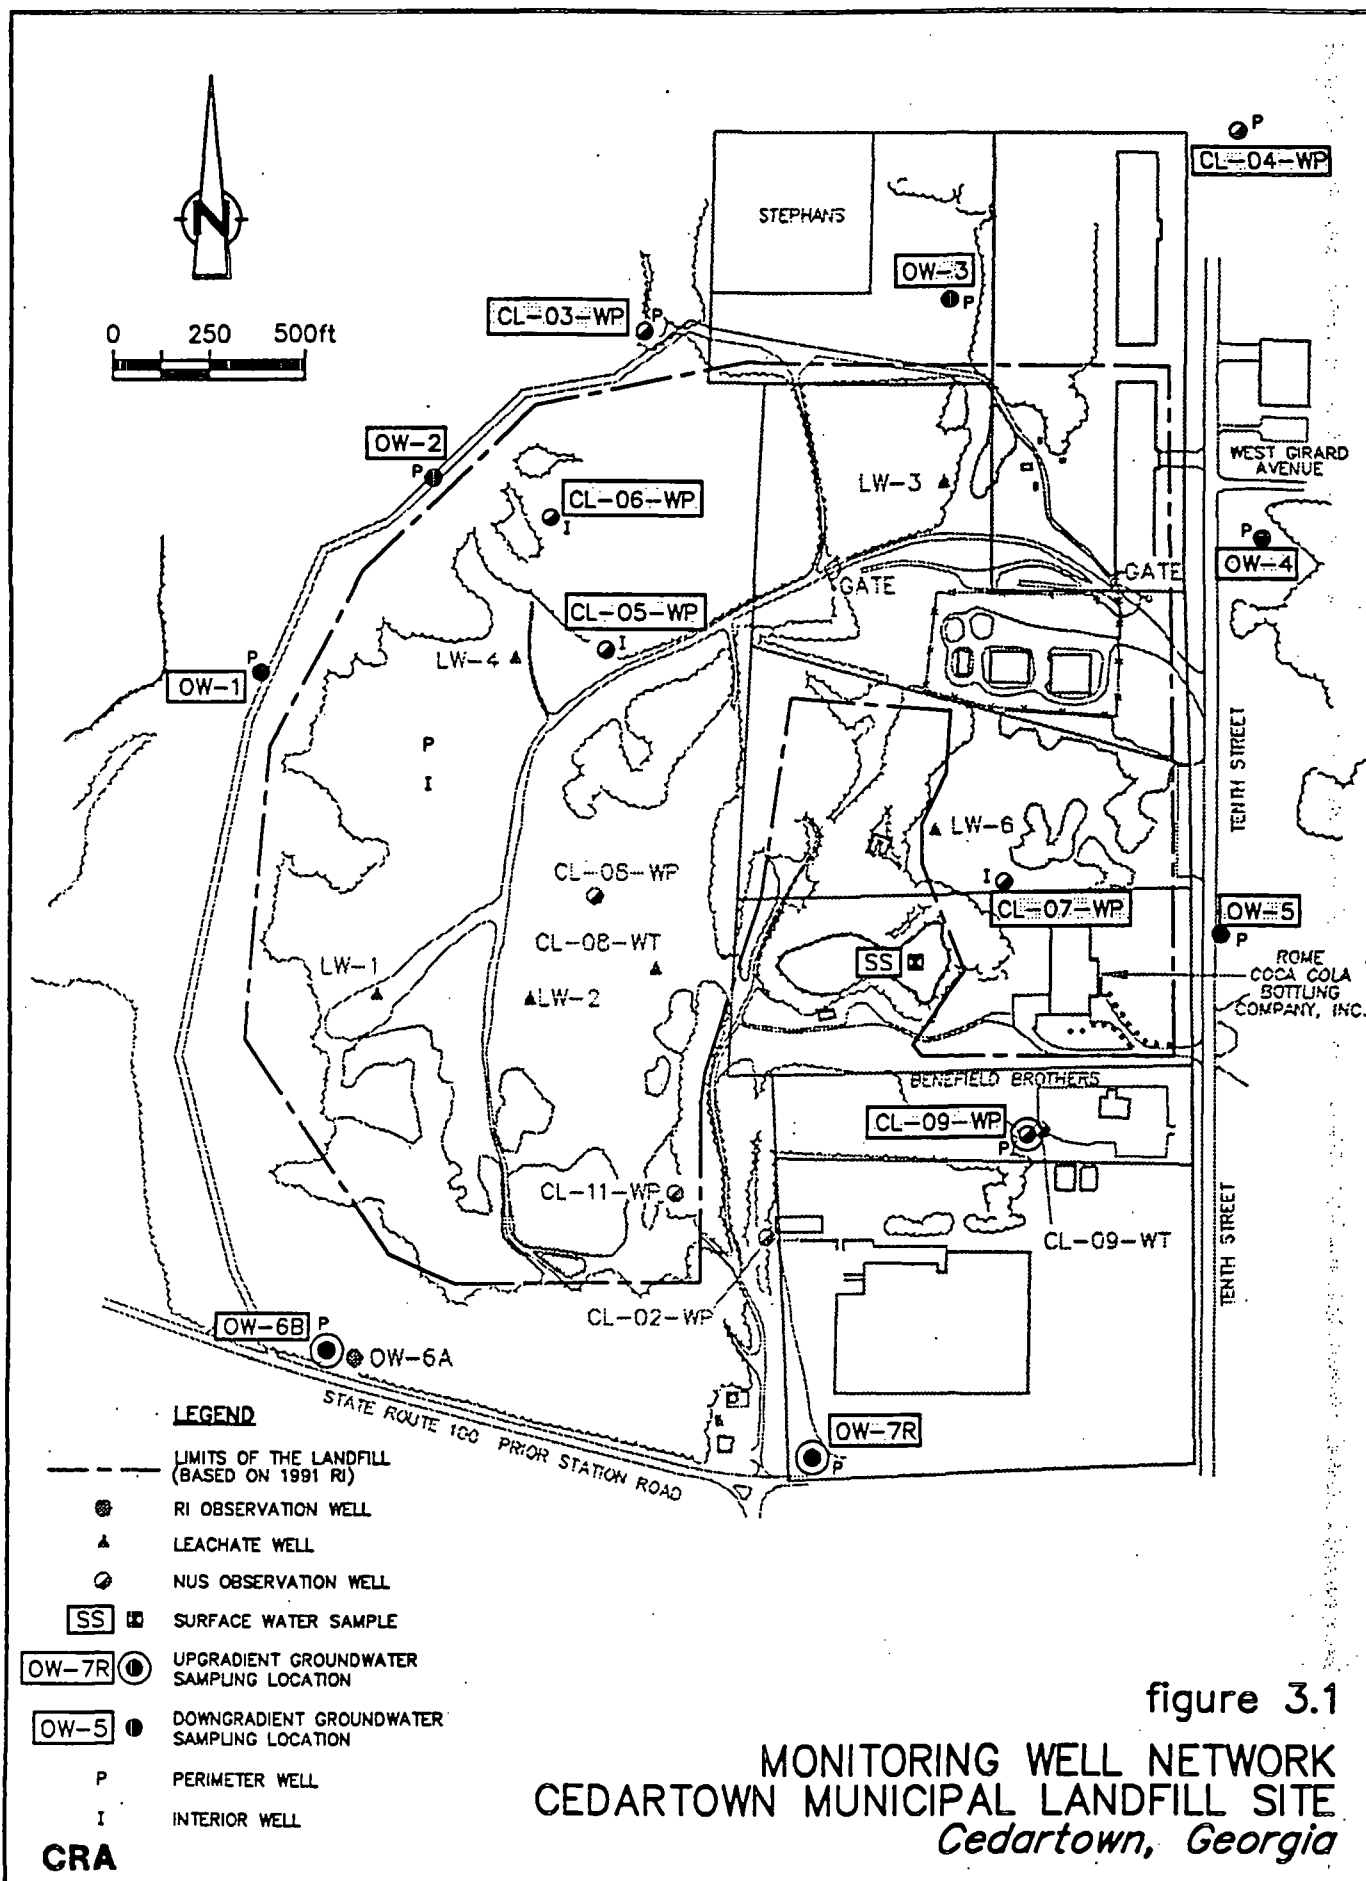 N
0 250 500ft
P
CL-04-WP
STEPHANS
OW-3
P
CL-03-WP
P
OW-2
P
WEST GIRARD
AVENUE
LW-3
CL-06-WP
I
P
OW-4
GATE
GATE
CL-05-WP
I
LW-4
P
OW-1
P
I
TENTH STREET
LW-6
CL-08-WP
I
CL-07-WP
OW-5
P
CL-08-WT
SS
LW-1
LW-2
ROME
COCA COLA
BOTTLING
COMPANY, INC.
BENEFIELD BROTHERS
CL-09-WP
P
CL-11-WP
CL-09-WT
TENTH STREET
CL-02-WP
OW-6B
P
OW-6A
STATE ROUTE 100 PRIOR STATION ROAD
OW-7R
P
LEGEND
LIMITS OF THE LANDFILL
(BASED ON 1991 RI)
RI OBSERVATION WELL
LEACHATE WELL
NUS OBSERVATION WELL
SS SURFACE WATER SAMPLE
OW-7R UPGRADIENT GROUNDWATER
SAMPLING LOCATION
OW-5 DOWNGRADIENT GROUNDWATER
SAMPLING LOCATION
P PERIMETER WELL
I INTERIOR WELL
CRA
figure 3.1
MONITORING WELL NETWORK
CEDARTOWN MUNICIPAL LANDFILL SITE
Cedartown, Georgia